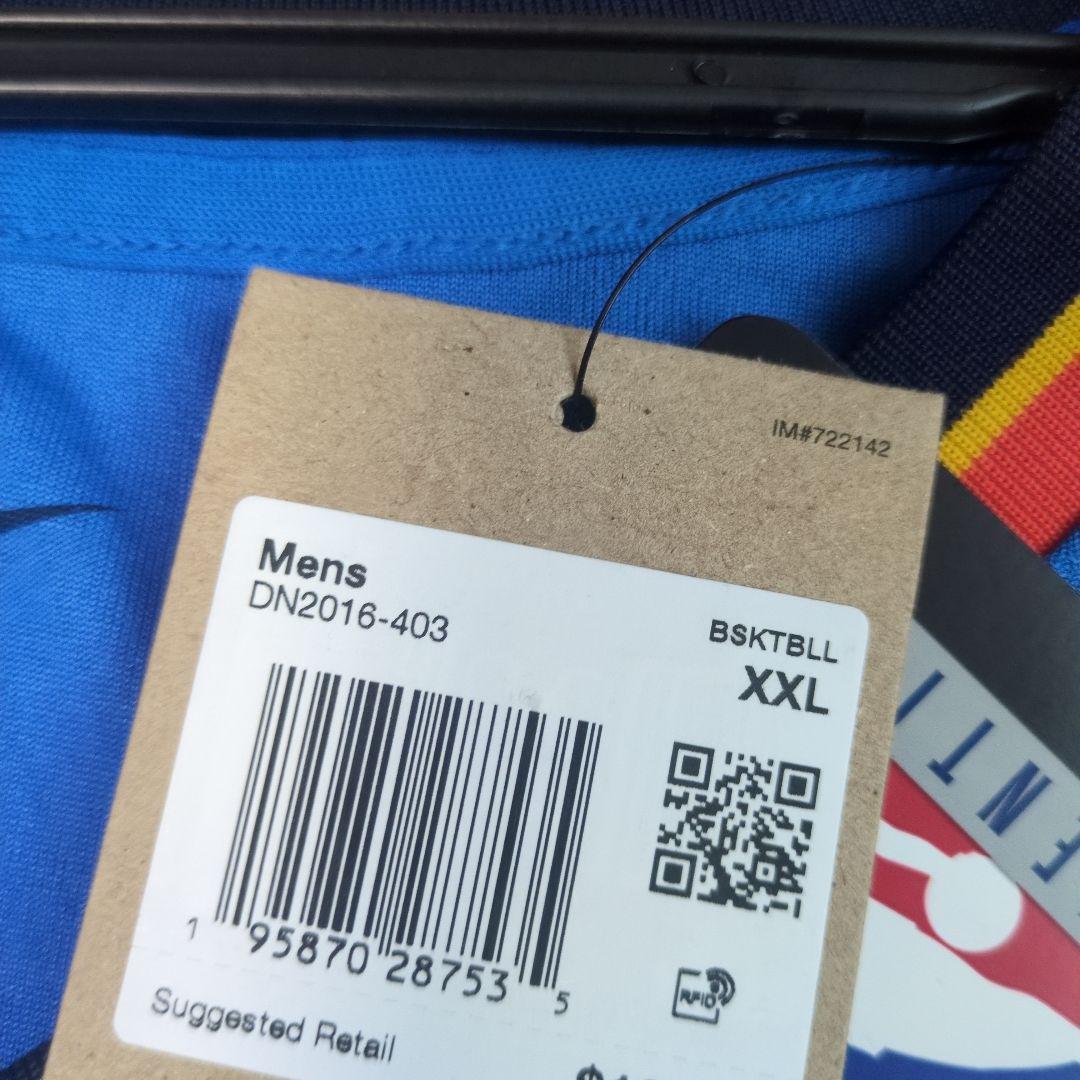 IM#722142
Mens
DN2016-403
BSKTBLL
XXL
1 95870 28753 5
RFID
Suggested Retail